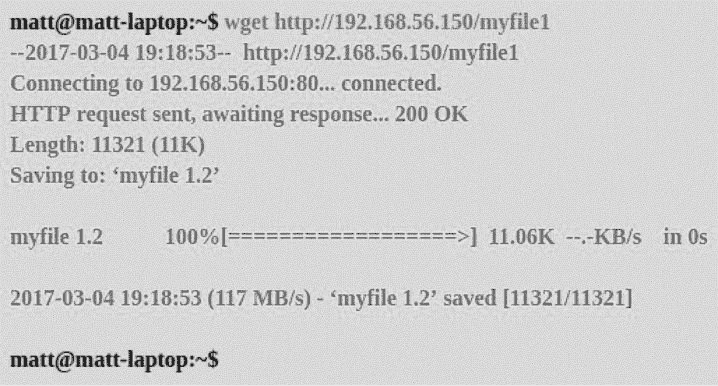 matt@matt-laptop:~$ wget http://192.168.56.150/myfile1
--2017-03-04 19:18:53-- http://192.168.56.150/myfile1
Connecting to 192.168.56.150:80... connected.
HTTP request sent, awaiting response... 200 OK
Length: 11321 (11K)
Saving to: ‘myfile 1.2’
myfile 1.2 100%[==================>] 11.06K --.-KB/s in 0s
2017-03-04 19:18:53 (117 MB/s) - ‘myfile 1.2’ saved [11321/11321]
matt@matt-laptop:~$